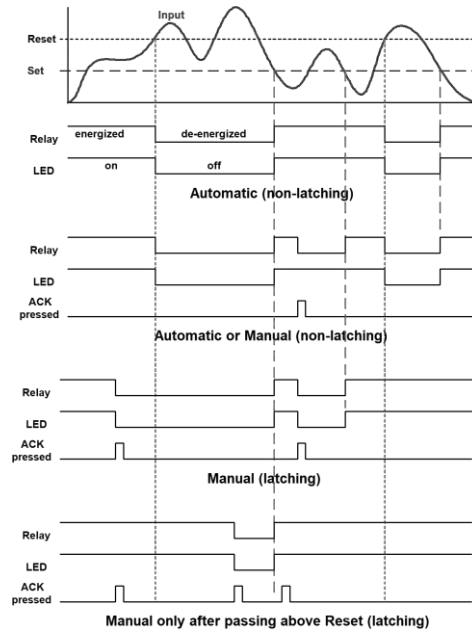 Input
Reset
Set
energized de-energized
Relay
on off
LED
Automatic (non-latching)
Relay
LED
ACK
pressed
Automatic or Manual (non-latching)
Relay
LED
ACK
pressed
Manual (latching)
Relay
LED
ACK
pressed
Manual only after passing above Reset (latching)